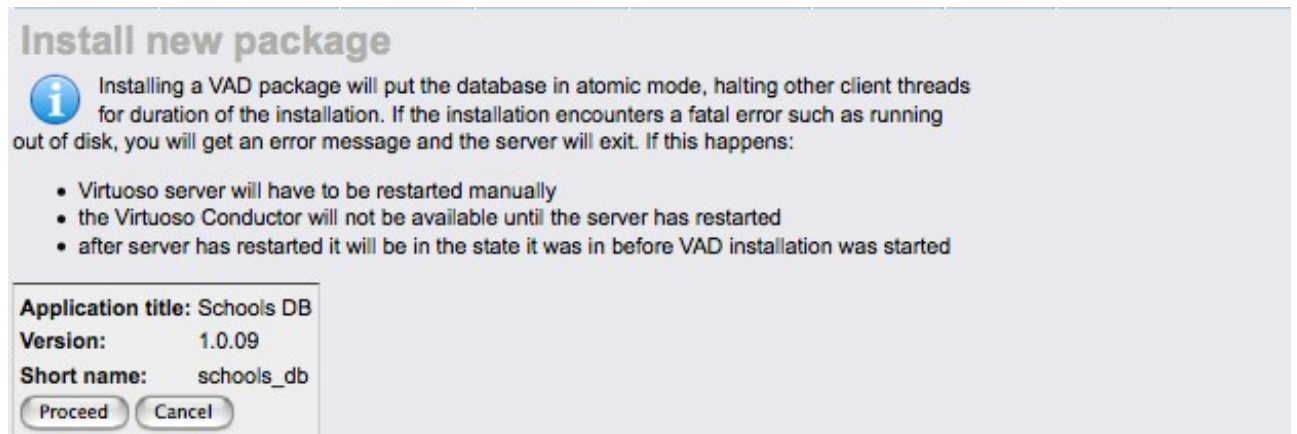 Install new package
Installing a VAD package will put the database in atomic mode, halting other client threads
for duration of the installation. If the installation encounters a fatal error such as running
out of disk, you will get an error message and the server will exit. If this happens:
• Virtuoso server will have to be restarted manually
• the Virtuoso Conductor will not be available until the server has restarted
• after server has restarted it will be in the state it was in before VAD installation was started
Application title: Schools DB
Version: 1.0.09
Short name: schools_db
Proceed Cancel